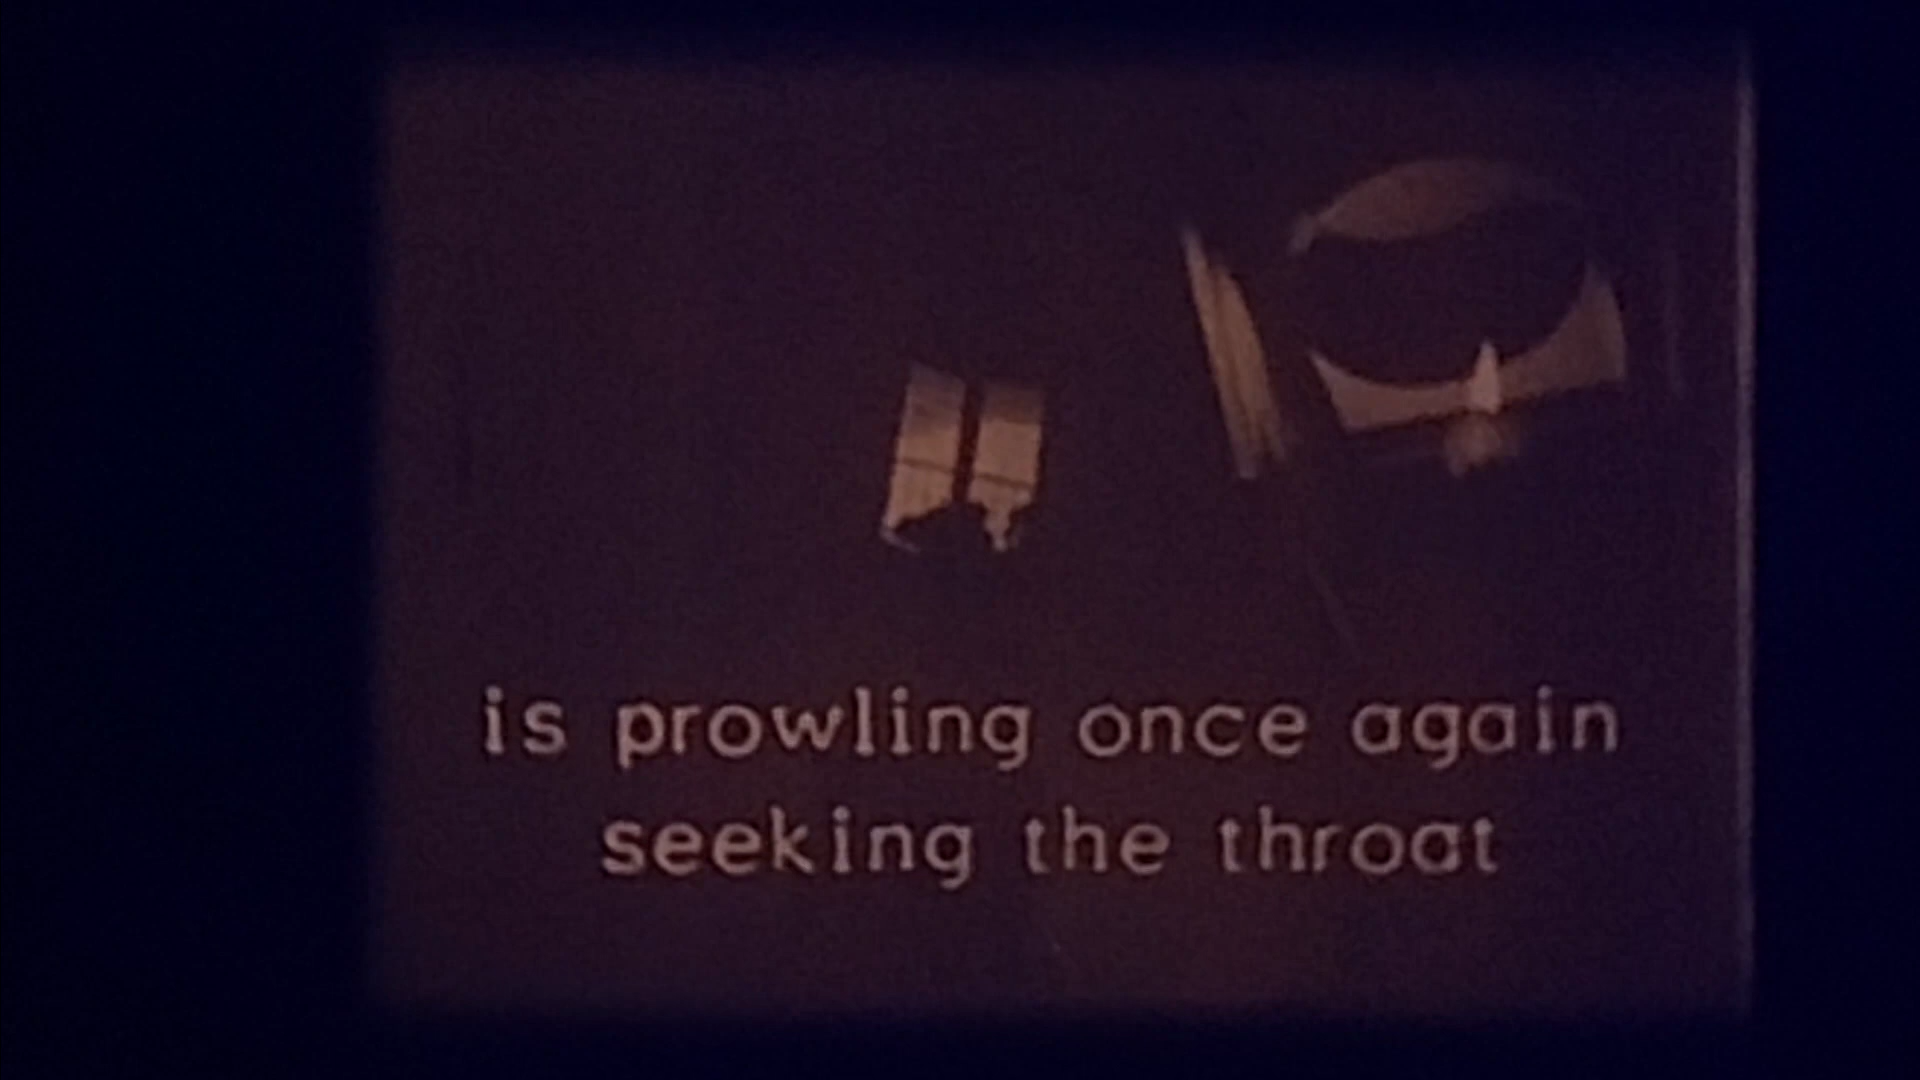 is prowling once again
seeking the throat